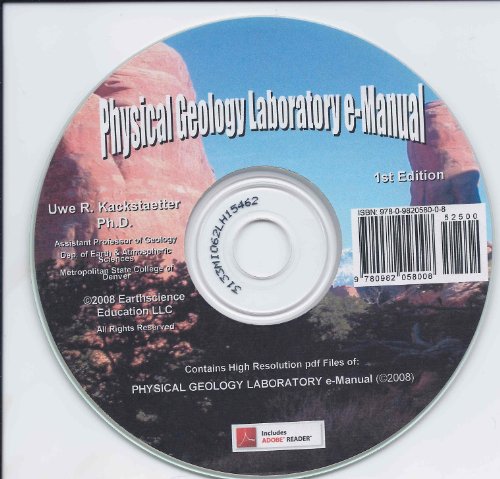 Physical Geology Laboratory e-Manual
1st Edition
Uwe R. Kackstaetter
Ph.D.
Assistant Professor of Geology
Dep. of Earth & Atmospheric
Sciences
Metropolitan State College of
Denver
©2008 Earthscience
Education LLC
All Rights Reserved
3135MI062LH15462
ISBN: 978-0-9820580-0-8
52500
9 780982 058008
Contains High Resolution pdf Files of:
PHYSICAL GEOLOGY LABORATORY e-Manual (©2008)
Includes
ADOBE® READER®